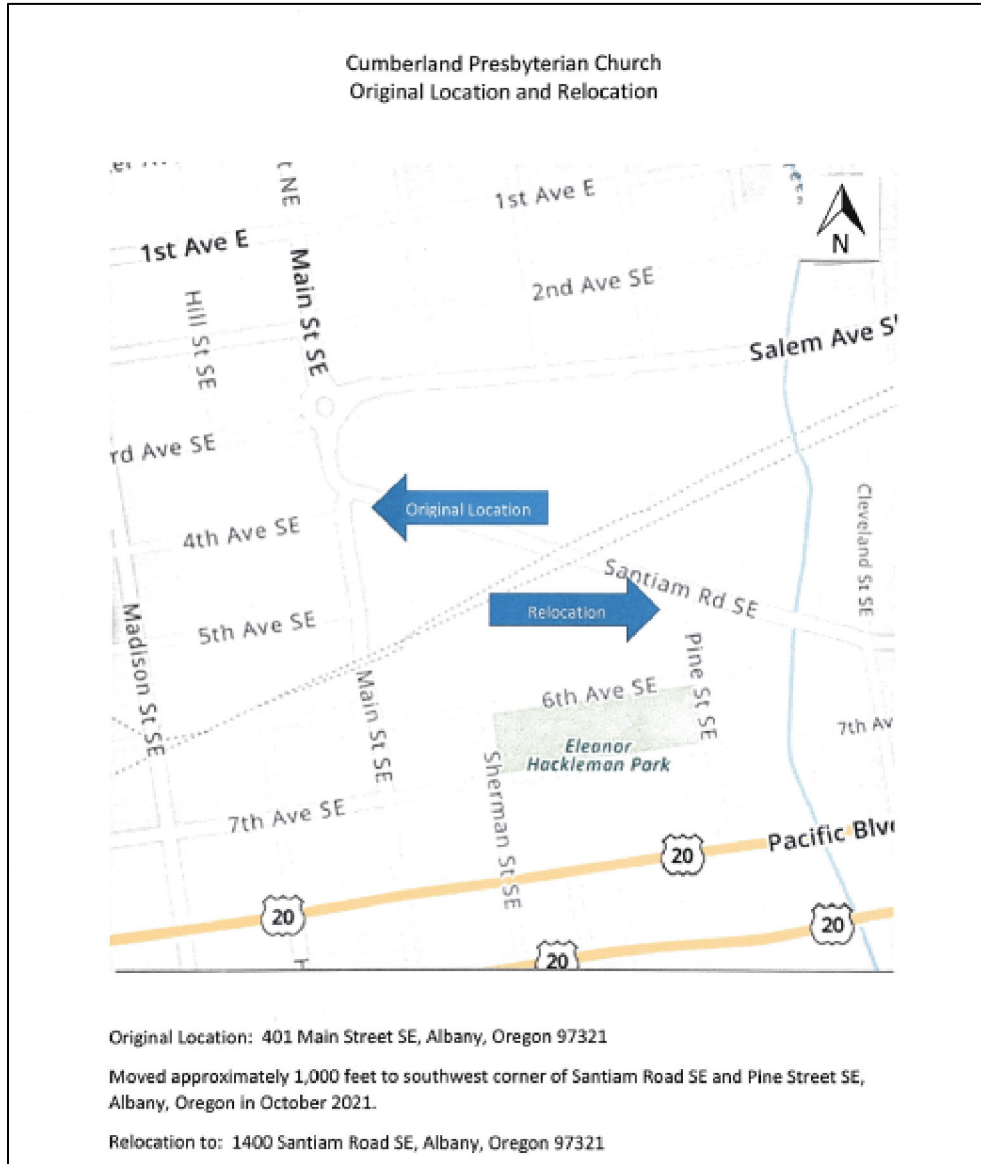 Cumberland Presbyterian Church
Original Location and Relocation
t NE
1st Ave E
1st Ave E
Main St SE
Hill St SE
2nd Ave SE
N
Salem Ave S
rd Ave SE
Original Location
4th Ave SE
Cleveland St SE
Santiam Rd SE
Relocation
5th Ave SE
Madison St SE
Main St SE
6th Ave SE
Pine St SE
Eleanor
Hackleman Park
7th Av
7th Ave SE
Sherman St SE
Pacific Blv
20
20
20
20
Original Location: 401 Main Street SE, Albany, Oregon 97321
Moved approximately 1,000 feet to southwest corner of Santiam Road SE and Pine Street SE,
Albany, Oregon in October 2021.
Relocation to: 1400 Santiam Road SE, Albany, Oregon 97321